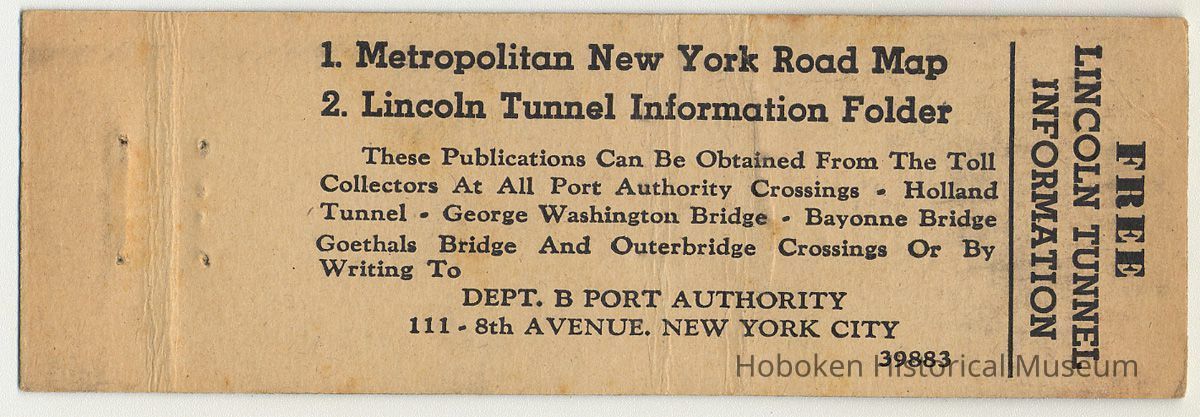 1. Metropolitan New York Road Map
2. Lincoln Tunnel Information Folder
These Publications Can Be Obtained From The Toll
Collectors At All Port Authority Crossings - Holland
Tunnel - George Washington Bridge - Bayonne Bridge
Goethals Bridge And Outerbridge Crossings Or By
Writing To
DEPT. B PORT AUTHORITY
111 - 8th AVENUE. NEW YORK CITY
39883
FREE
LINCOLN TUNNEL
INFORMATION
Hoboken Historical Museum